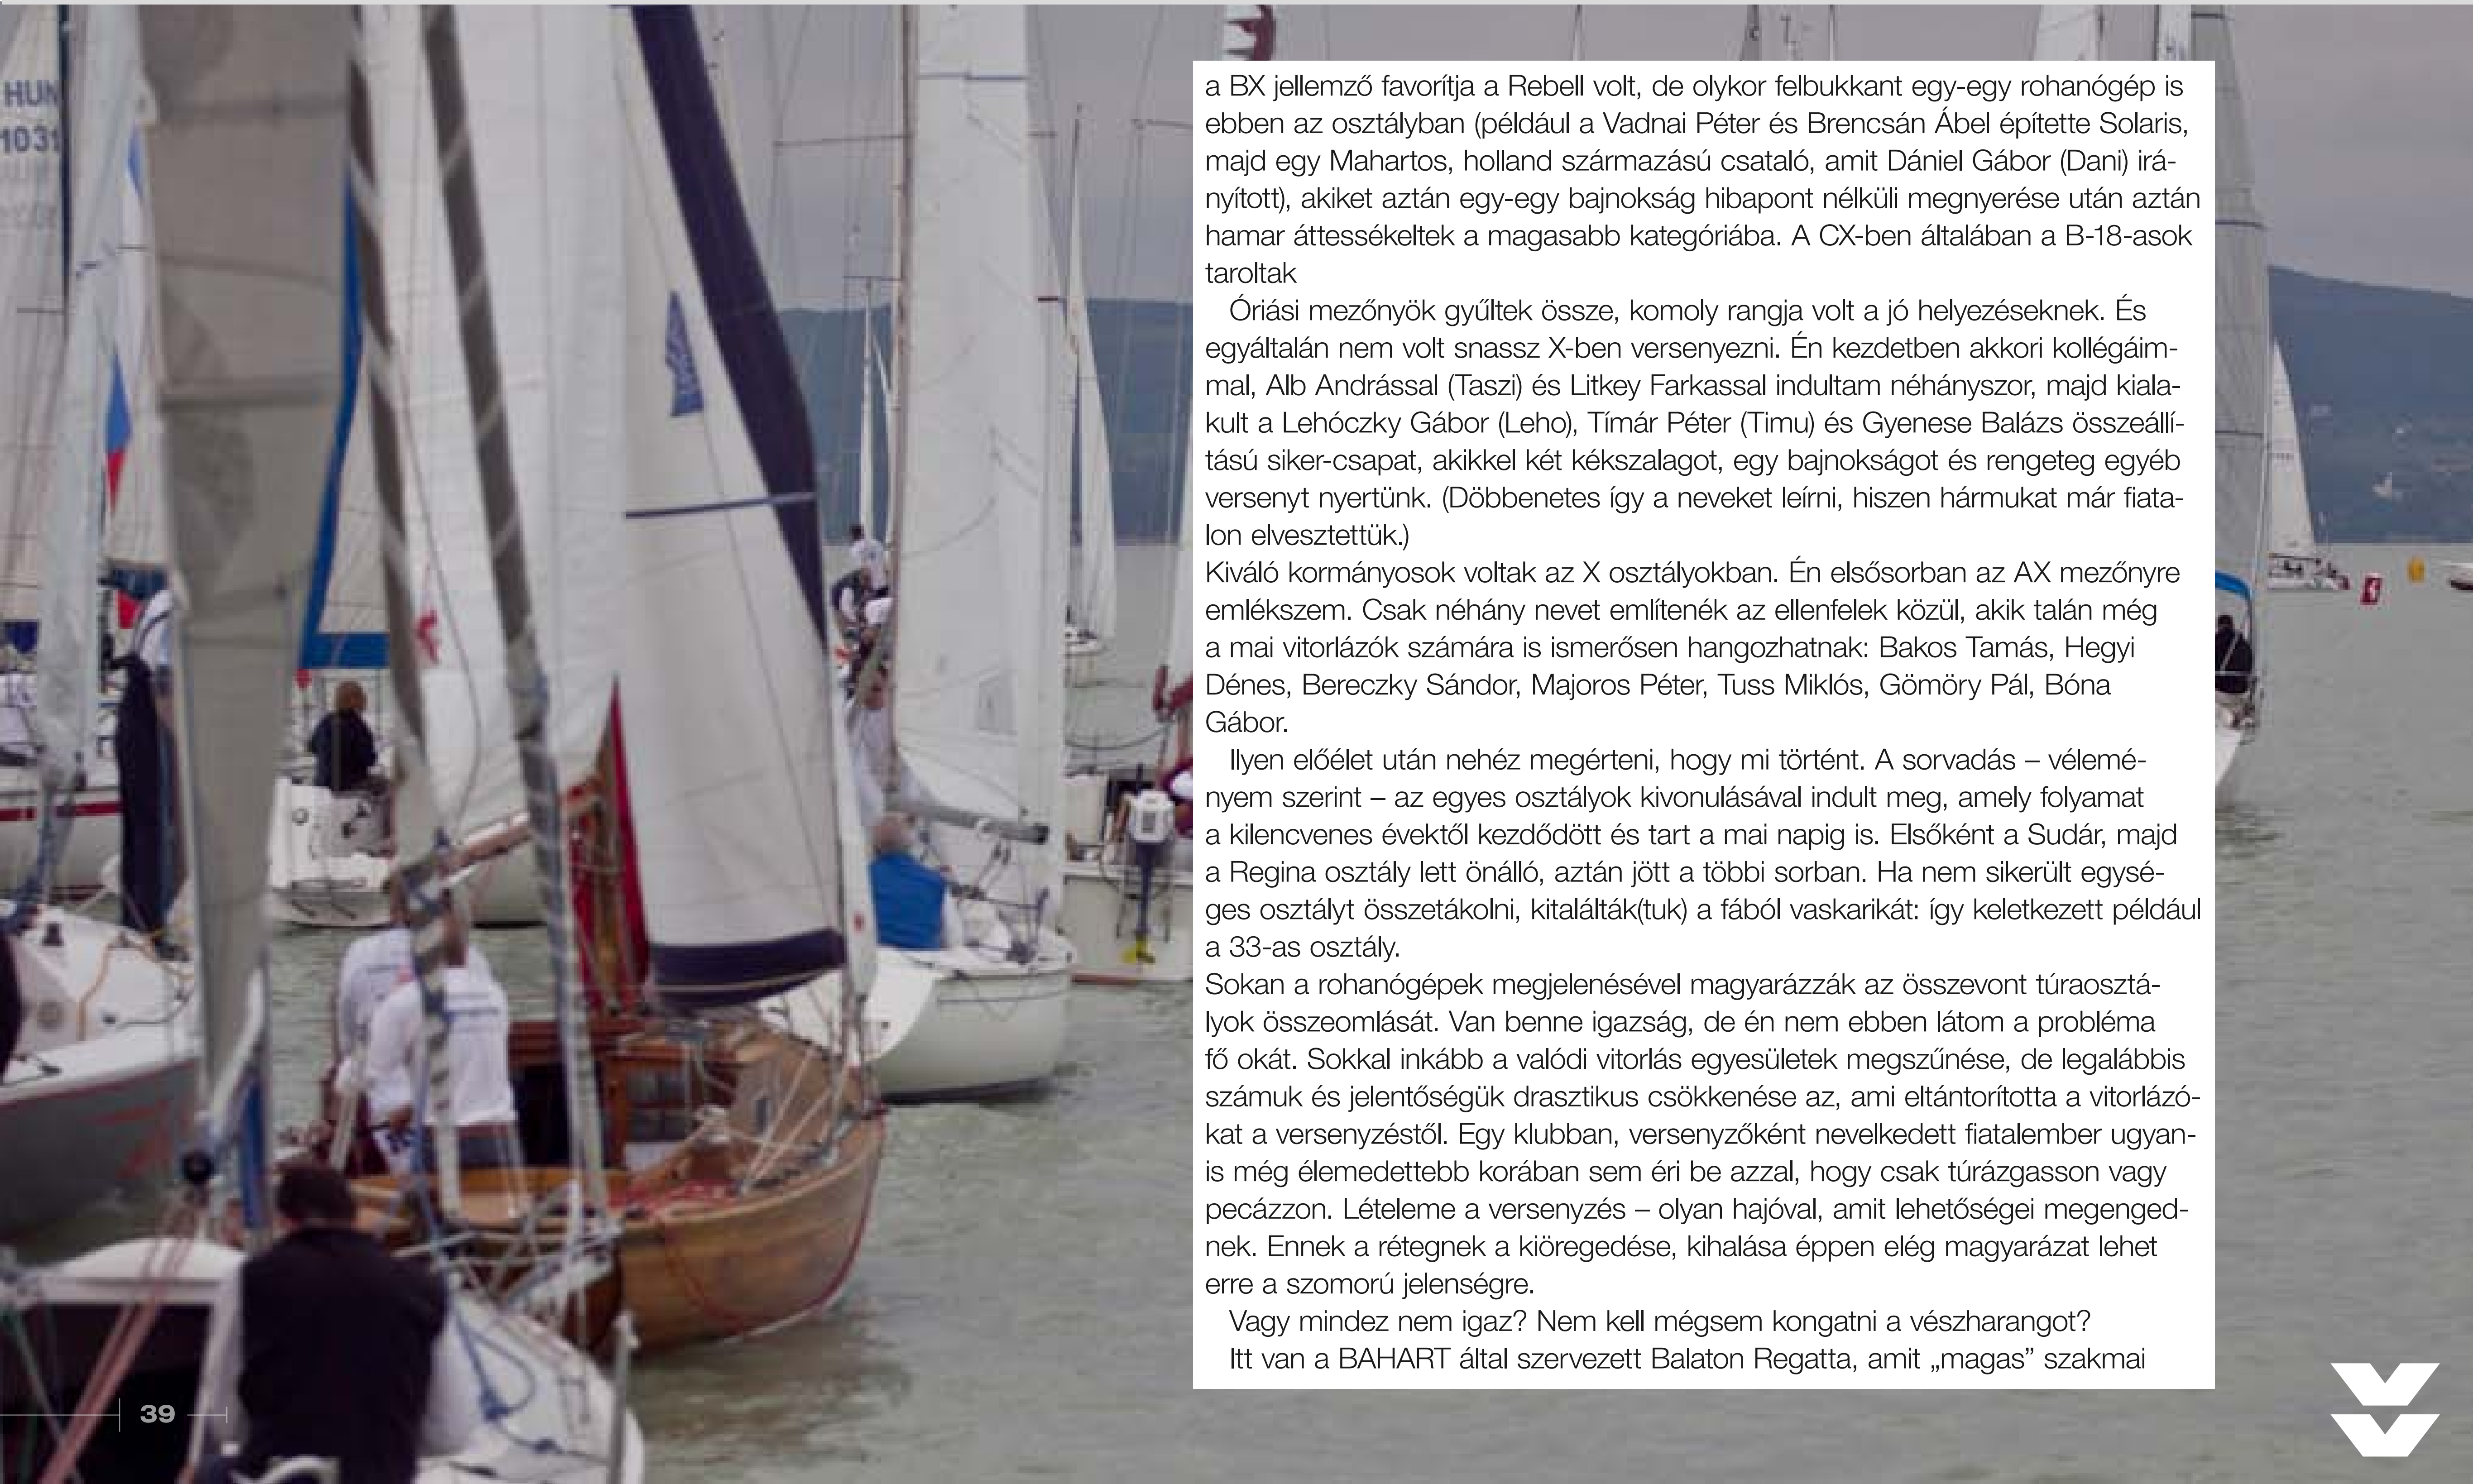 HUN
1031
a BX jellemző favorítja a Rebell volt, de olykor felbukkant egy-egy rohanógép is
ebben az osztályban (például a Vadnai Péter és Brencsán Ábel építette Solaris,
majd egy Mahartos, holland származású csataló, amit Dániel Gábor (Dani) irá-
nyított), akiket aztán egy-egy bajnokság hibapont nélküli megnyerése után aztán
hamar áttessékeltek a magasabb kategóriába. A CX-ben általában a B-18-asok
taroltak
Óriási mezőnyök gyűltek össze, komoly rangja volt a jó helyezéseknek. És
egyáltalán nem volt snassz X-ben versenyezni. Én kezdetben akkori kollégáim-
mal, Alb Andrással (Taszi) és Litkey Farkassal indultam néhányszor, majd kiala-
kult a Lehóczky Gábor (Leho), Tímár Péter (Timu) és Gyenese Balázs összeállí-
tású siker-csapat, akikkel két kékszalagot, egy bajnokságot és rengeteg egyéb
versenyt nyertünk. (Döbbenetes így a neveket leírni, hiszen hármukat már fiata-
lon elvesztettük.)
Kiváló kormányosok voltak az X osztályokban. Én elsősorban az AX mezőnyre
emlékszem. Csak néhány nevet említenék az ellenfelek közül, akik talán még
a mai vitorlázók számára is ismerősen hangozhatnak: Bakos Tamás, Hegyi
Dénes, Bereczky Sándor, Majoros Péter, Tuss Miklós, Gömöry Pál, Bóna
Gábor.
Ilyen előélet után nehéz megérteni, hogy mi történt. A sorvadás – vélemé-
nyem szerint – az egyes osztályok kivonulásával indult meg, amely folyamat
a kilencvenes évektől kezdődött és tart a mai napig is. Elsőként a Sudár, majd
a Regina osztály lett önálló, aztán jött a többi sorban. Ha nem sikerült egysé-
ges osztályt összetákolni, kitalálták(tuk) a fából vaskarikát: így keletkezett például
a 33-as osztály.
Sokan a rohanógépek megjelenésével magyarázzák az összevont túraosztá-
lyok összeomlását. Van benne igazság, de én nem ebben látom a probléma
fő okát. Sokkal inkább a valódi vitorlás egyesületek megszűnése, de legalábbis
számuk és jelentőségük drasztikus csökkenése az, ami eltántorította a vitorlázó-
kat a versenyzéstől. Egy klubban, versenyzőként nevelkedett fiatalember ugyan-
is még élemedettebb korában sem éri be azzal, hogy csak túrázgasson vagy
pecázzon. Lételeme a versenyzés – olyan hajóval, amit lehetőségei megenged-
nek. Ennek a rétegnek a kiöregedése, kihalása éppen elég magyarázat lehet
erre a szomorú jelenségre.
Vagy mindez nem igaz? Nem kell mégsem kongatni a vészharangot?
Itt van a BAHART által szervezett Balaton Regatta, amit „magas” szakmai
39